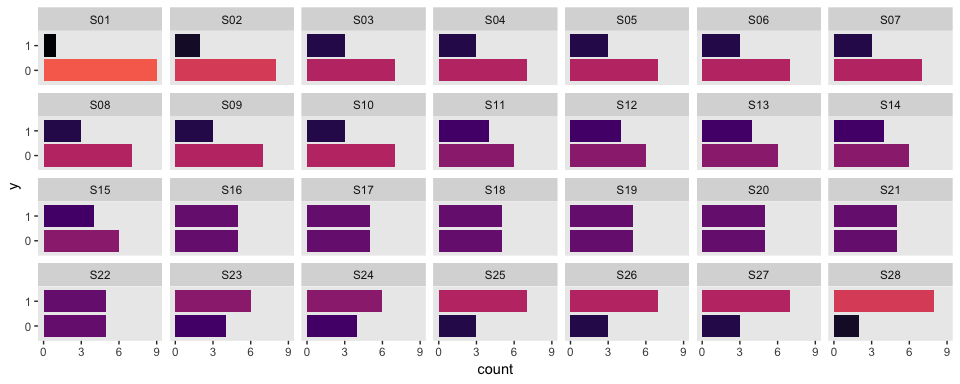 S01 S02 S03 S04 S05 S06 S07
1
0
S08 S09 S10 S11 S12 S13 S14
1
0
y
S15 S16 S17 S18 S19 S20 S21
1
0
S22 S23 S24 S25 S26 S27 S28
1
0
0 3 6 9 0 3 6 9 0 3 6 9 0 3 6 9 0 3 6 9 0 3 6 9 0 3 6 9
count